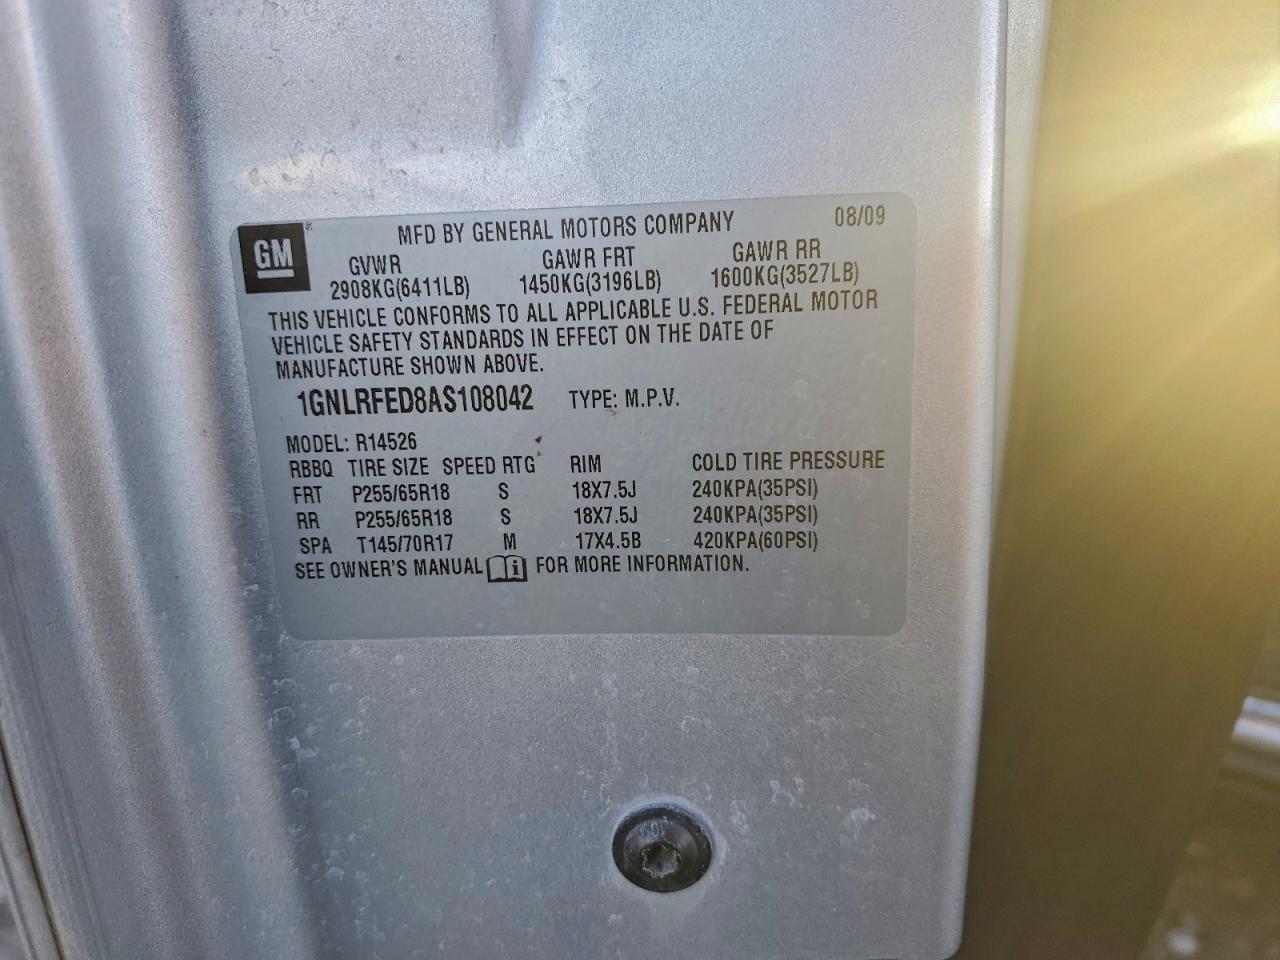 GM ®
MFD BY GENERAL MOTORS COMPANY 08/09
GVWR GAWR FRT GAWR RR
2908KG(6411LB) 1450KG(3196LB) 1600KG(3527LB)
THIS VEHICLE CONFORMS TO ALL APPLICABLE U.S. FEDERAL MOTOR
VEHICLE SAFETY STANDARDS IN EFFECT ON THE DATE OF
MANUFACTURE SHOWN ABOVE.
1GNLRFED8AS108042 TYPE: M.P.V.
MODEL: R14526
RBBQ TIRE SIZE SPEED RTG RIM COLD TIRE PRESSURE
FRT P255/65R18 S 18X7.5J 240KPA(35PSI)
RR P255/65R18 S 18X7.5J 240KPA(35PSI)
SPA T145/70R17 M 17X4.5B 420KPA(60PSI)
SEE OWNER'S MANUAL i FOR MORE INFORMATION.